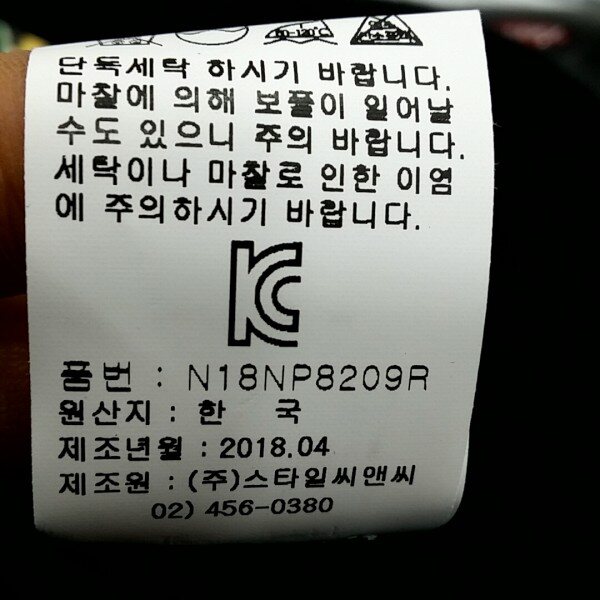 단독세탁 하시기 바랍니다.
마찰에 의해 보풀이 일어날
수도 있으니 주의 바랍니다.
세탁이나 마찰로 인한 이염
에 주의하시기 바랍니다.
KC
품번 : N18NP8209R
원산지 : 한 국
제조년월 : 2018.04
제조원 : (주)스타일씨앤씨
02) 456-0380